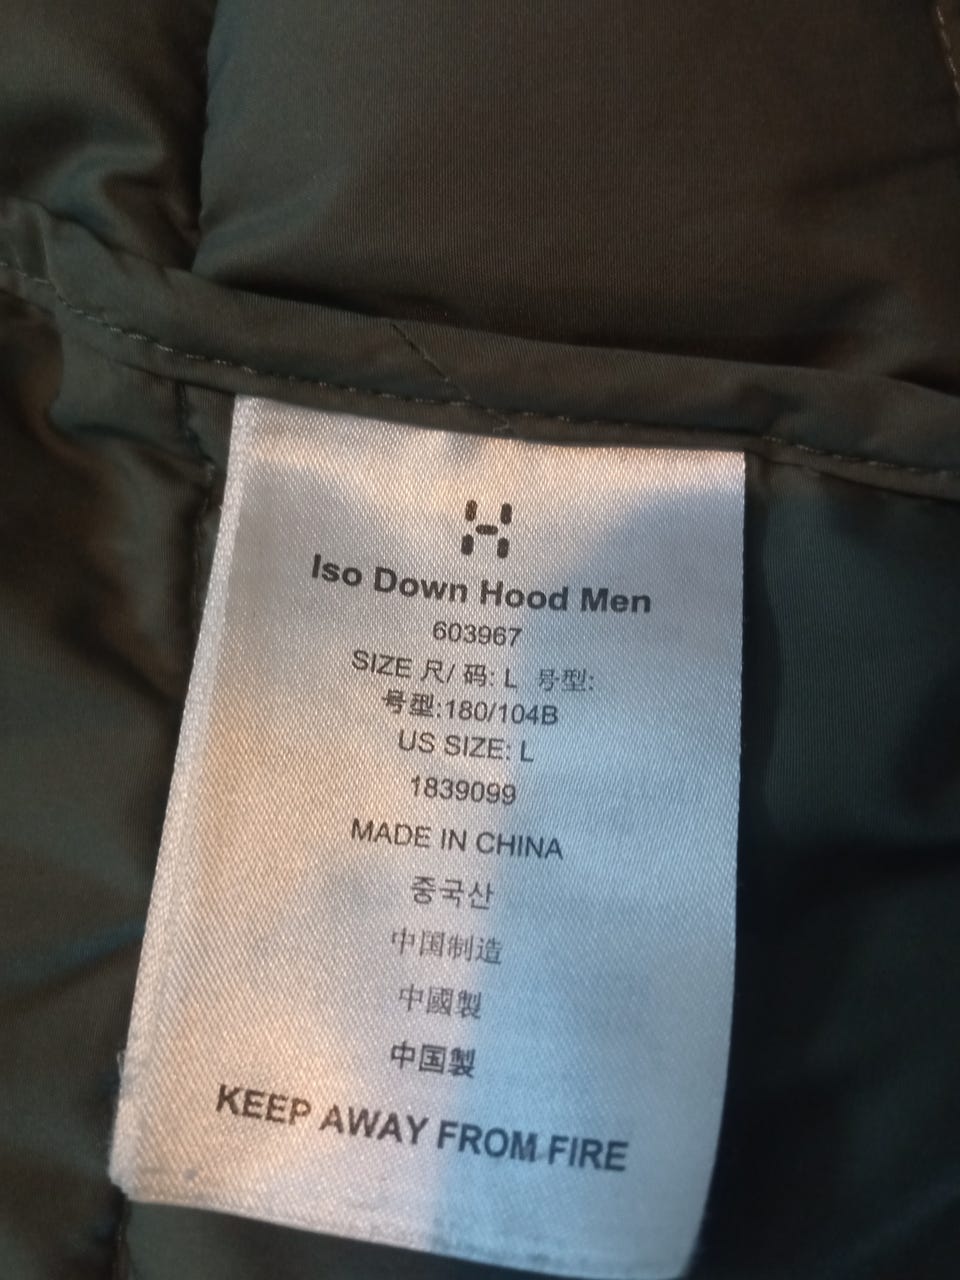 Iso Down Hood Men
603967
SIZE 尺/ 码: L 号型:
号型:180/104B
US SIZE: L
1839099
MADE IN CHINA
중국산
中国制造
中國製
中国製
KEEP AWAY FROM FIRE